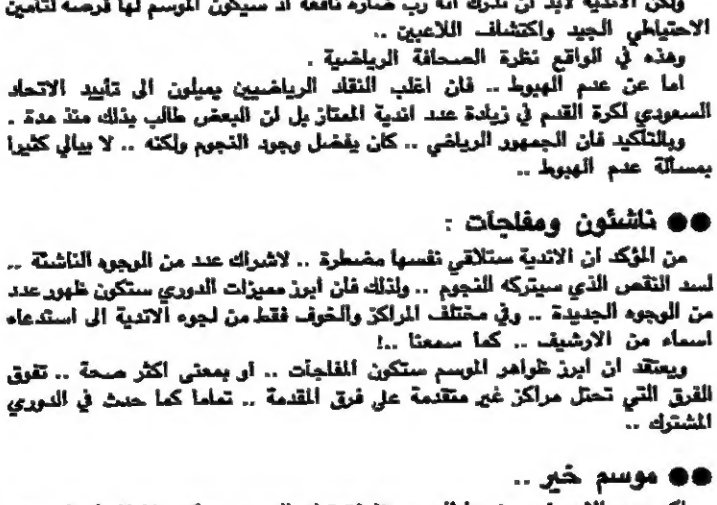 ولكن الاندية لابد ان تدرك انه رب ضارة نافعة اذ سيكون الموسم لها فرصة لتأمين
الاحتياطي الجيد واكتشاف اللاعبين ..
وهذه في الواقع نظرة الصحافة الرياضية .
اما عن عدم الهبوط .. فان اغلب النقاد الرياضيين يميلون الى تأييد الاتحاد
السعودي لكرة القدم في زيادة عدد اندية الممتاز بل ان البعض طالب بذلك منذ مدة .
وبالتأكيد فان الجمهور الرياضي .. كان يفضل وجود النجوم ولكنه .. لا يبالي كثيرا
بمسألة عدم الهبوط ..
●● ناشئون ومفاجآت :
من المؤكد ان الاندية ستلاقي نفسها مضطرة .. لاشراك عدد من الوجوه الناشئة ..
لسد النقص الذي سيتركه النجوم .. ولذلك فان ابرز مميزات الدوري ستكون ظهور عدد
من الوجوه الجديدة .. وفي مختلف المراكز والخوف فقط من لجوء الاندية الى استدعاء
اسماء من الارشيف .. كما سمعنا ..!
ويعتقد ان ابرز ظواهر الموسم ستكون المفاجآت .. او بمعنى اكثر صحة .. تفوق
الفرق التي تحتل مراكز غير متقدمة على فرق المقدمة .. تماما كما حدث في الدوري
المشترك ..
●● موسم خير ..